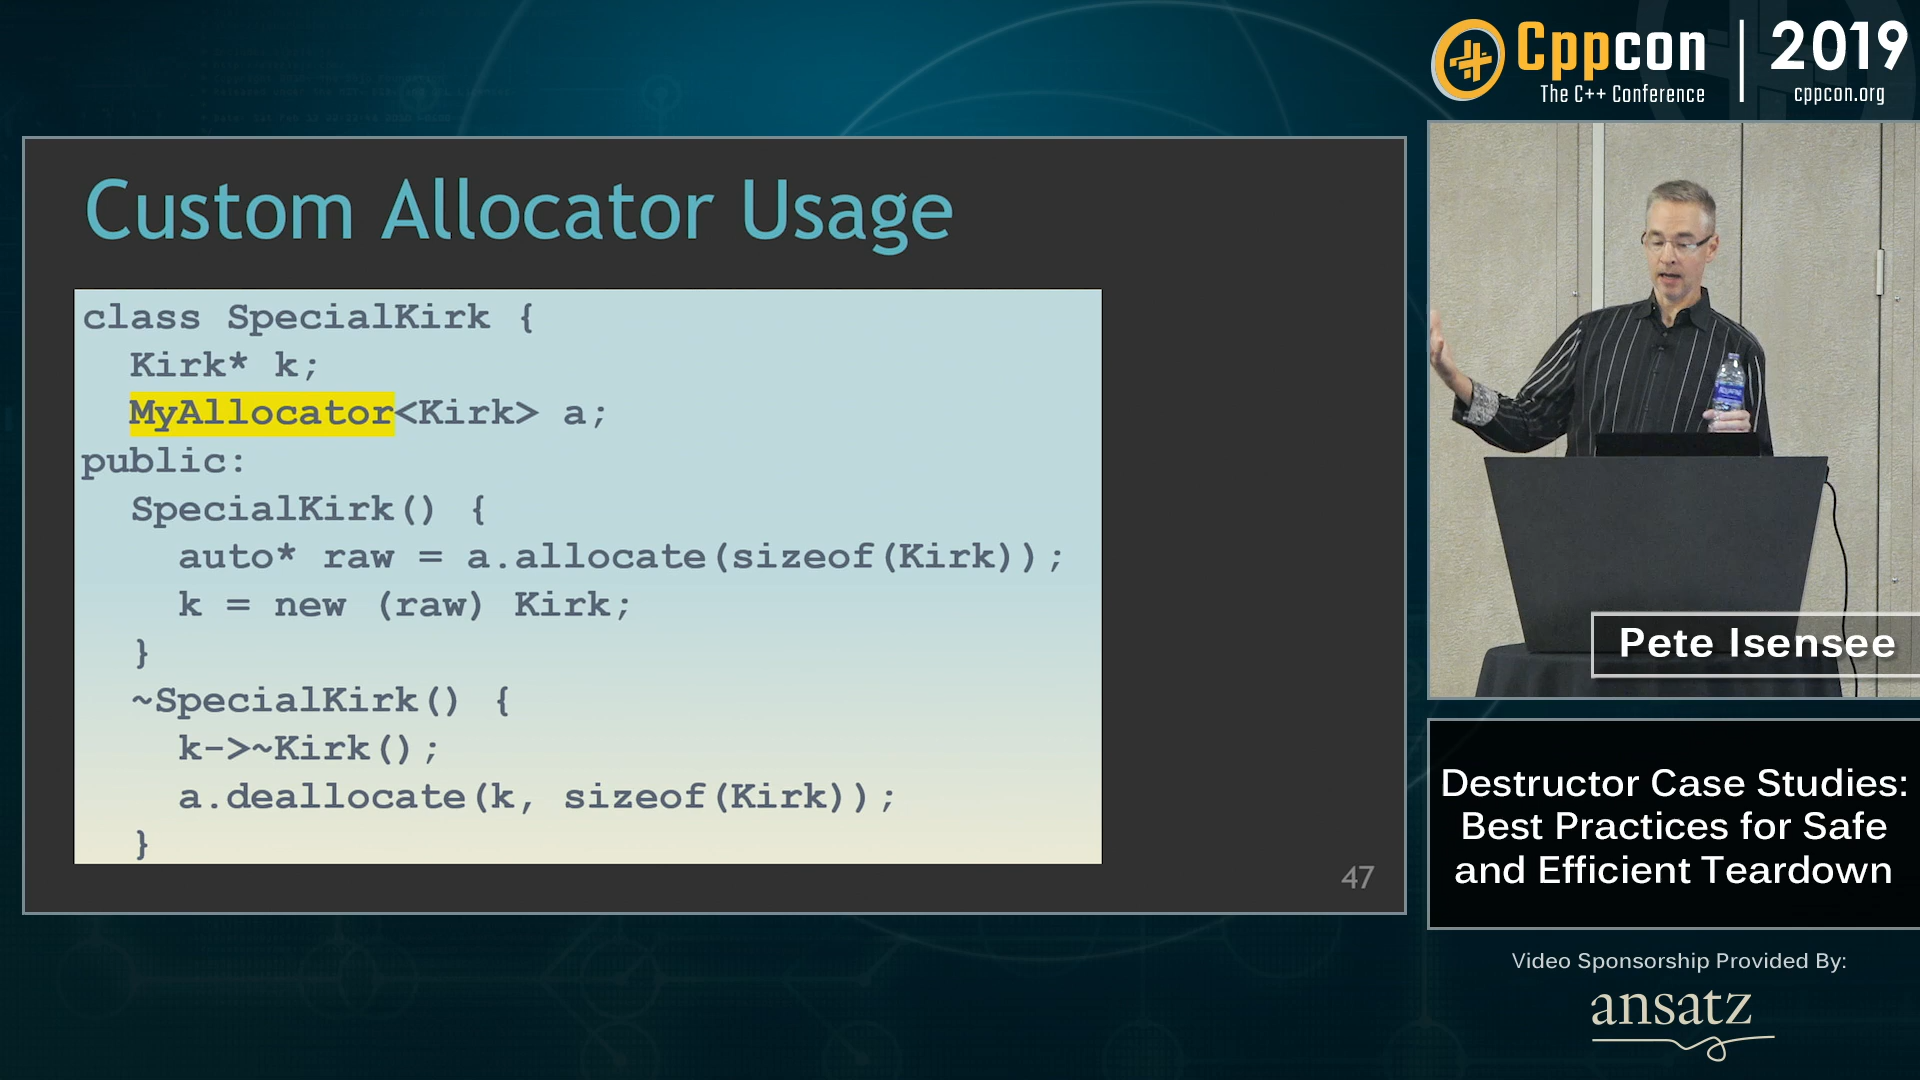 Cppcon
The C++ Conference
2019
cppcon.org
Custom Allocator Usage
class SpecialKirk {
Kirk* k;
MyAllocator<Kirk> a;
public:
SpecialKirk() {
auto* raw = a.allocate(sizeof(Kirk));
k = new (raw) Kirk;
}
~SpecialKirk() {
k->~Kirk();
a.deallocate(k, sizeof(Kirk));
}
47
Pete Isensee
Destructor Case Studies:
Best Practices for Safe
and Efficient Teardown
Video Sponsorship Provided By:
ansatz